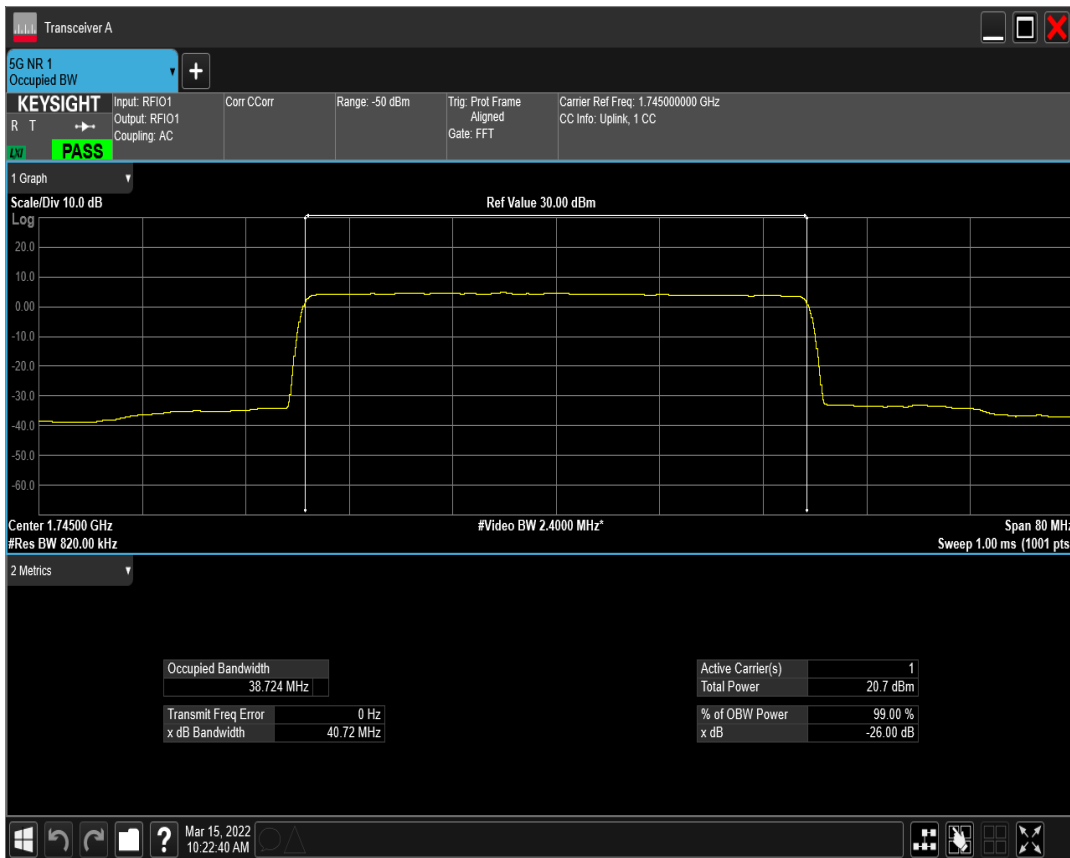 Transceiver A
5G NR 1
Occupied BW
+
KEYSIGHT
R T
LXI
PASS
Input: RFIO1
Output: RFIO1
Coupling: AC
Corr CCorr
Range: -50 dBm
Trig: Prot Frame
Aligned
Gate: FFT
Carrier Ref Freq: 1.745000000 GHz
CC Info: Uplink, 1 CC
1 Graph
Scale/Div 10.0 dB
Ref Value 30.00 dBm
Log
20.0
10.0
0.00
-10.0
-20.0
-30.0
-40.0
-50.0
-60.0
Center 1.74500 GHz
#Video BW 2.4000 MHz*
Span 80 MHz
#Res BW 820.00 kHz
Sweep 1.00 ms (1001 pts
2 Metrics
Occupied Bandwidth
38.724 MHz
Transmit Freq Error 0 Hz
x dB Bandwidth 40.72 MHz
Active Carrier(s) 1
Total Power 20.7 dBm
% of OBW Power 99.00 %
x dB -26.00 dB
?
Mar 15, 2022
10:22:40 AM